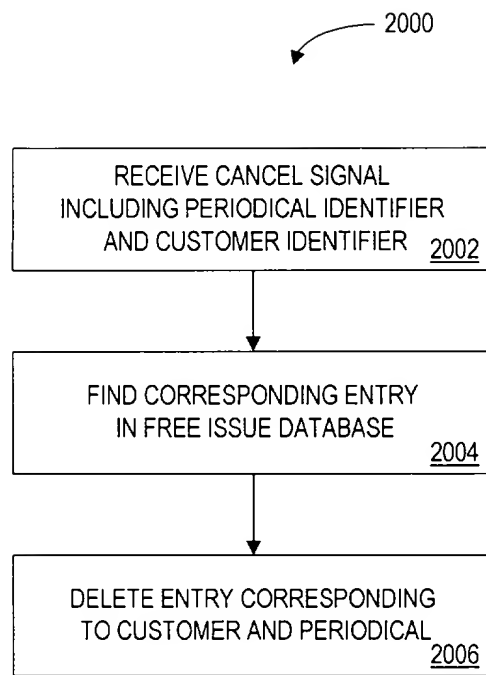 2000
RECEIVE CANCEL SIGNAL
INCLUDING PERIODICAL IDENTIFIER
AND CUSTOMER IDENTIFIER
2002
FIND CORRESPONDING ENTRY
IN FREE ISSUE DATABASE
2004
DELETE ENTRY CORRESPONDING
TO CUSTOMER AND PERIODICAL
2006